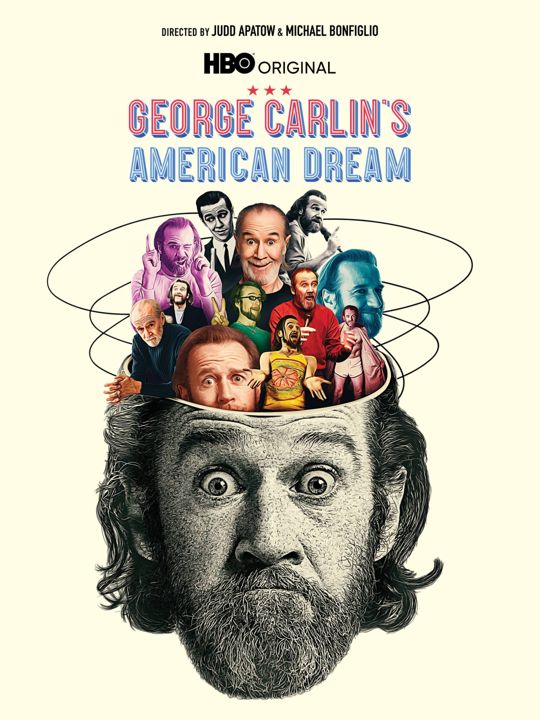 DIRECTED BY JUDD APATOW & MICHAEL BONFIGLIO
HBO ORIGINAL
GEORGE CARLIN'S
AMERICAN DREAM